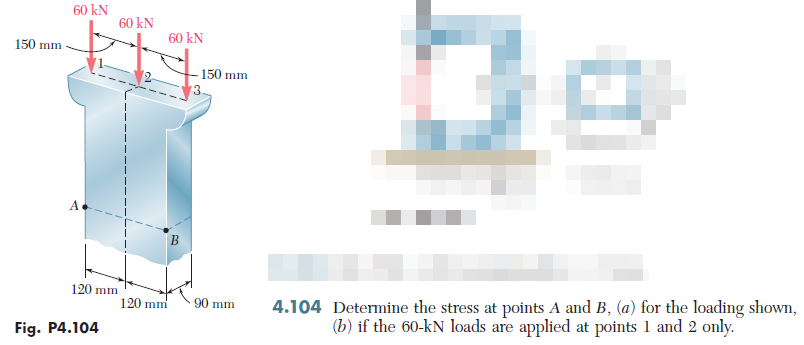 60 kN
60 kN
60 kN
150 mm
150 mm
1
2
3
A
B
120 mm
120 mm
90 mm
Fig. P4.104
4.104 Determine the stress at points A and B, (a) for the loading shown,
(b) if the 60-kN loads are applied at points 1 and 2 only.